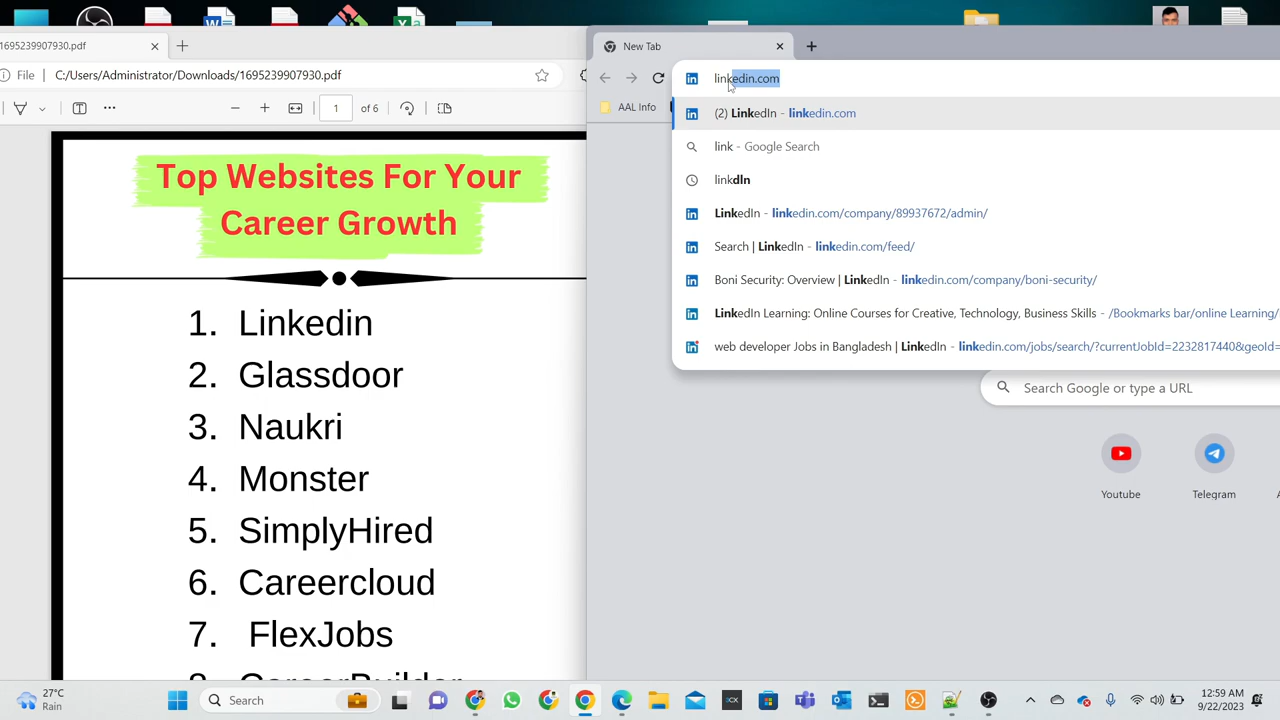 1695239907930.pdf
File
C:/Users/Administrator/Downloads/1695239907930.pdf
1
of 6
Top Websites For Your
Career Growth
1. Linkedin
2. Glassdoor
3. Naukri
4. Monster
5. SimplyHired
6. Careercloud
7. FlexJobs
8. CareerBuilder
New Tab
linkedin.com
AAL Info
(2) LinkedIn - linkedin.com
link - Google Search
linkdIn
LinkedIn - linkedin.com/company/89937672/admin/
Search | LinkedIn - linkedin.com/feed/
Boni Security: Overview | LinkedIn - linkedin.com/company/boni-security/
LinkedIn Learning: Online Courses for Creative, Technology, Business Skills - /Bookmarks bar/online Learning/
web developer Jobs in Bangladesh | LinkedIn - linkedin.com/jobs/search/?currentJobId=2232817440&geoId=
Search Google or type a URL
Youtube
Telegram
27°C
Rain
Search
12:59 AM
9/22/2023